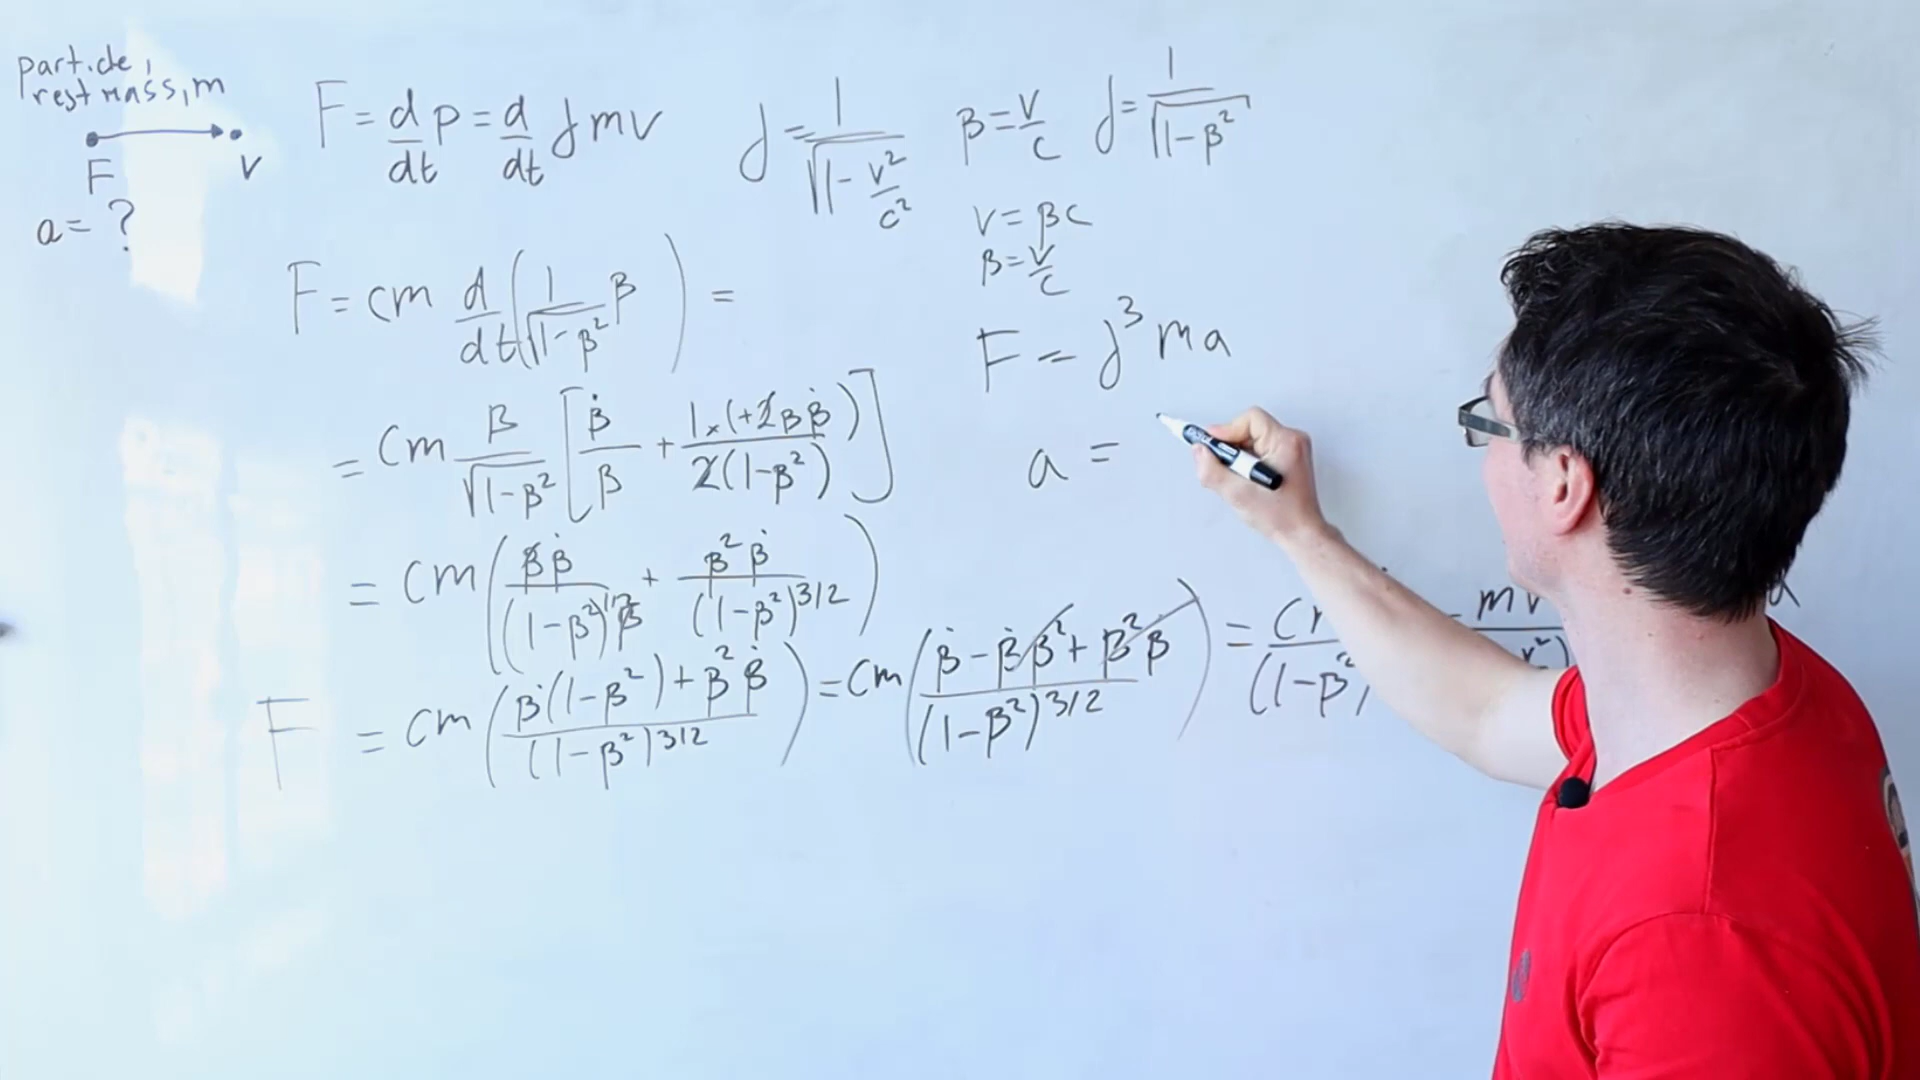 particle,
rest mass, m
F
v
a = ?
F = d/dt p = d/dt γmv
γ = 1/√(1 - v²/c²)
β = v/c
γ = 1/√(1-β²)
v = βc
β = v/c
F = cm d/dt (1/√(1-β²) β) =
= cm β/√(1-β²) [β̇/β + 1×(+2ββ̇)/2(1-β²)]
= cm (ββ̇/(1-β²)^1/2 β + β²β̇/(1-β²)^3/2)
F = cm (β̇(1-β²)+β²β̇/(1-β²)^3/2) = cm (β̇ - β̇β² + β²β̇/(1-β²)^3/2) =
F = γ³ma
a =